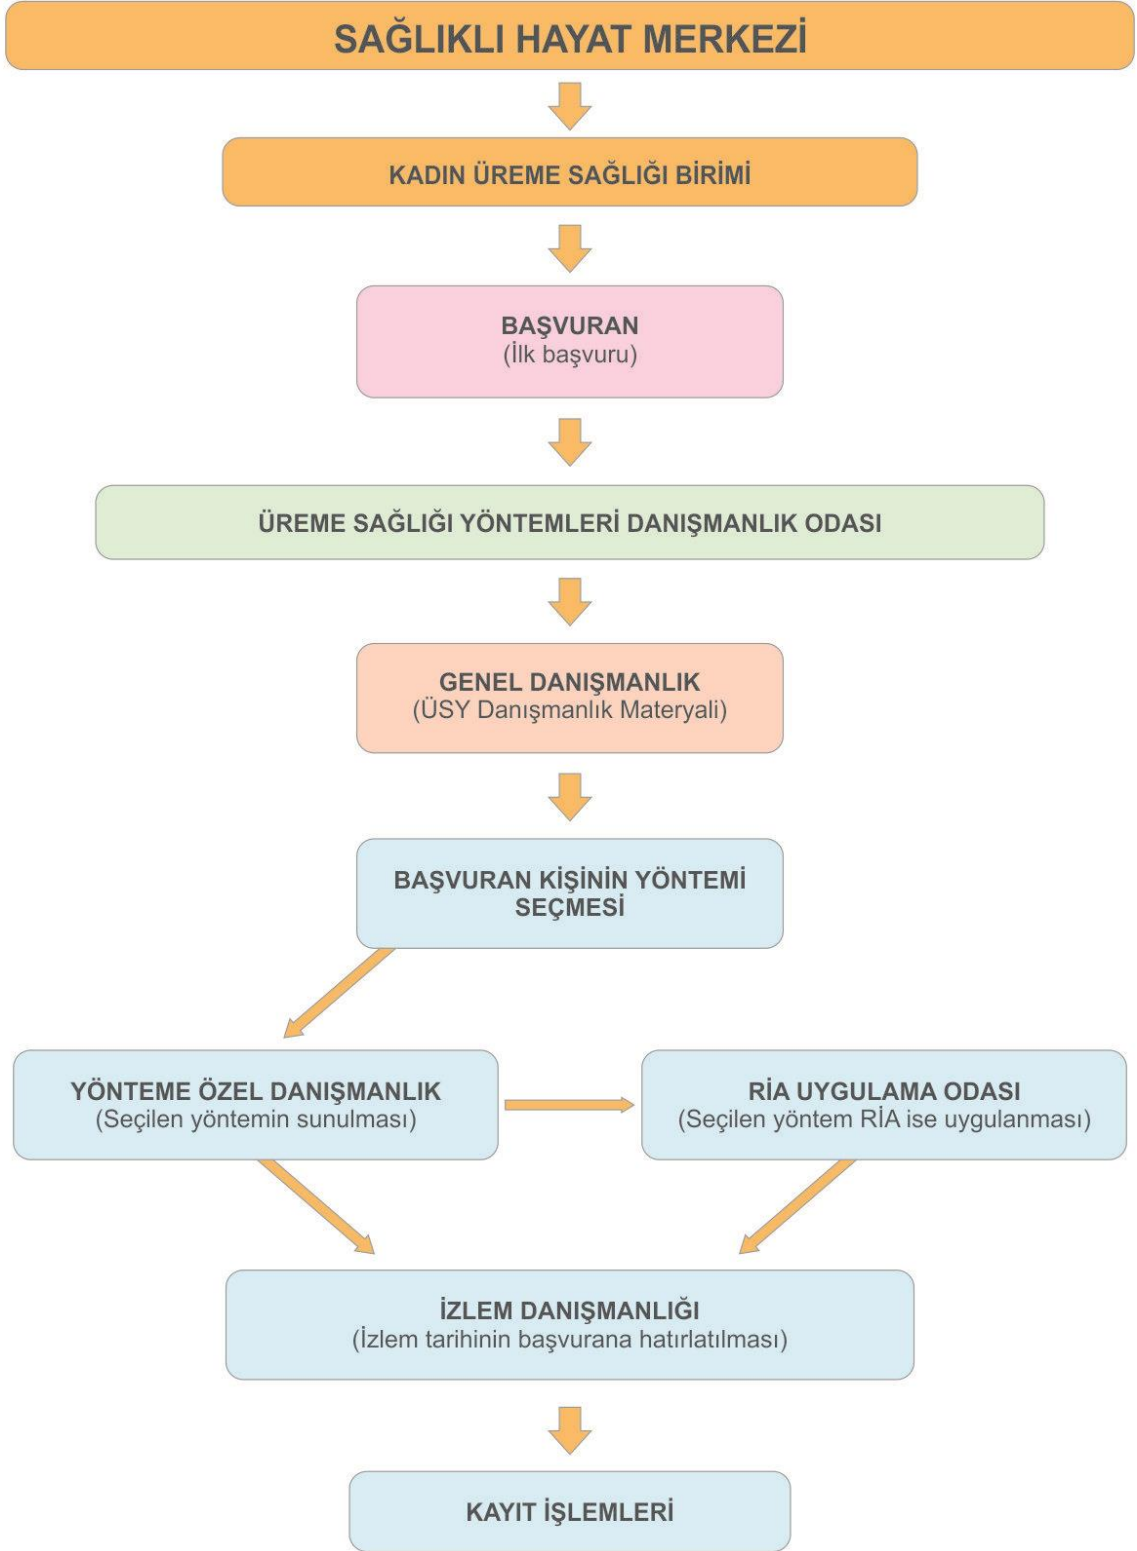 SAĞLIKLI HAYAT MERKEZİ
KADIN ÜREME SAĞLIĞI BİRİMİ
BAŞVURAN
(İlk başvuru)
ÜREME SAĞLIĞI YÖNTEMLERİ DANIŞMANLIK ODASI
GENEL DANIŞMANLIK
(ÜSY Danışmanlık Materyali)
BAŞVURAN KİŞİNİN YÖNTEMİ
SEÇMESİ
YÖNTEME ÖZEL DANIŞMANLIK
(Seçilen yöntemin sunulması)
RİA UYGULAMA ODASI
(Seçilen yöntem RİA ise uygulanması)
İZLEM DANIŞMANLIĞI
(İzlem tarihinin başvurana hatırlatılması)
KAYIT İŞLEMLERİ